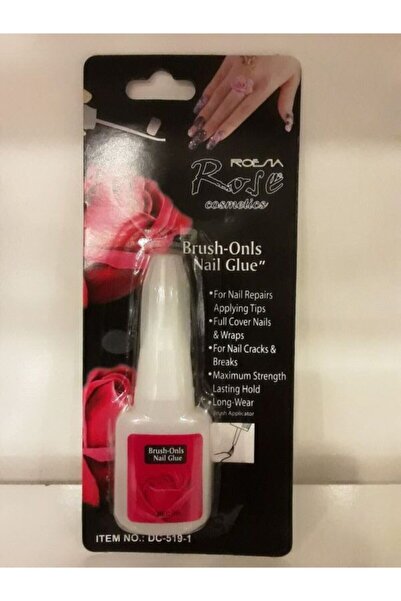 ROESIA
Rose
cosmetics
Brush-Onls
Nail Glue"
•For Nail Repairs
Applying Tips
•Full Cover Nails
& Wraps
•For Nail Cracks &
Breaks
•Maximum Strength
Lasting Hold
•Long-Wear
Brush Applicator
Brush-Onls
Nail Glue
ITEM NO.: DC-519-1